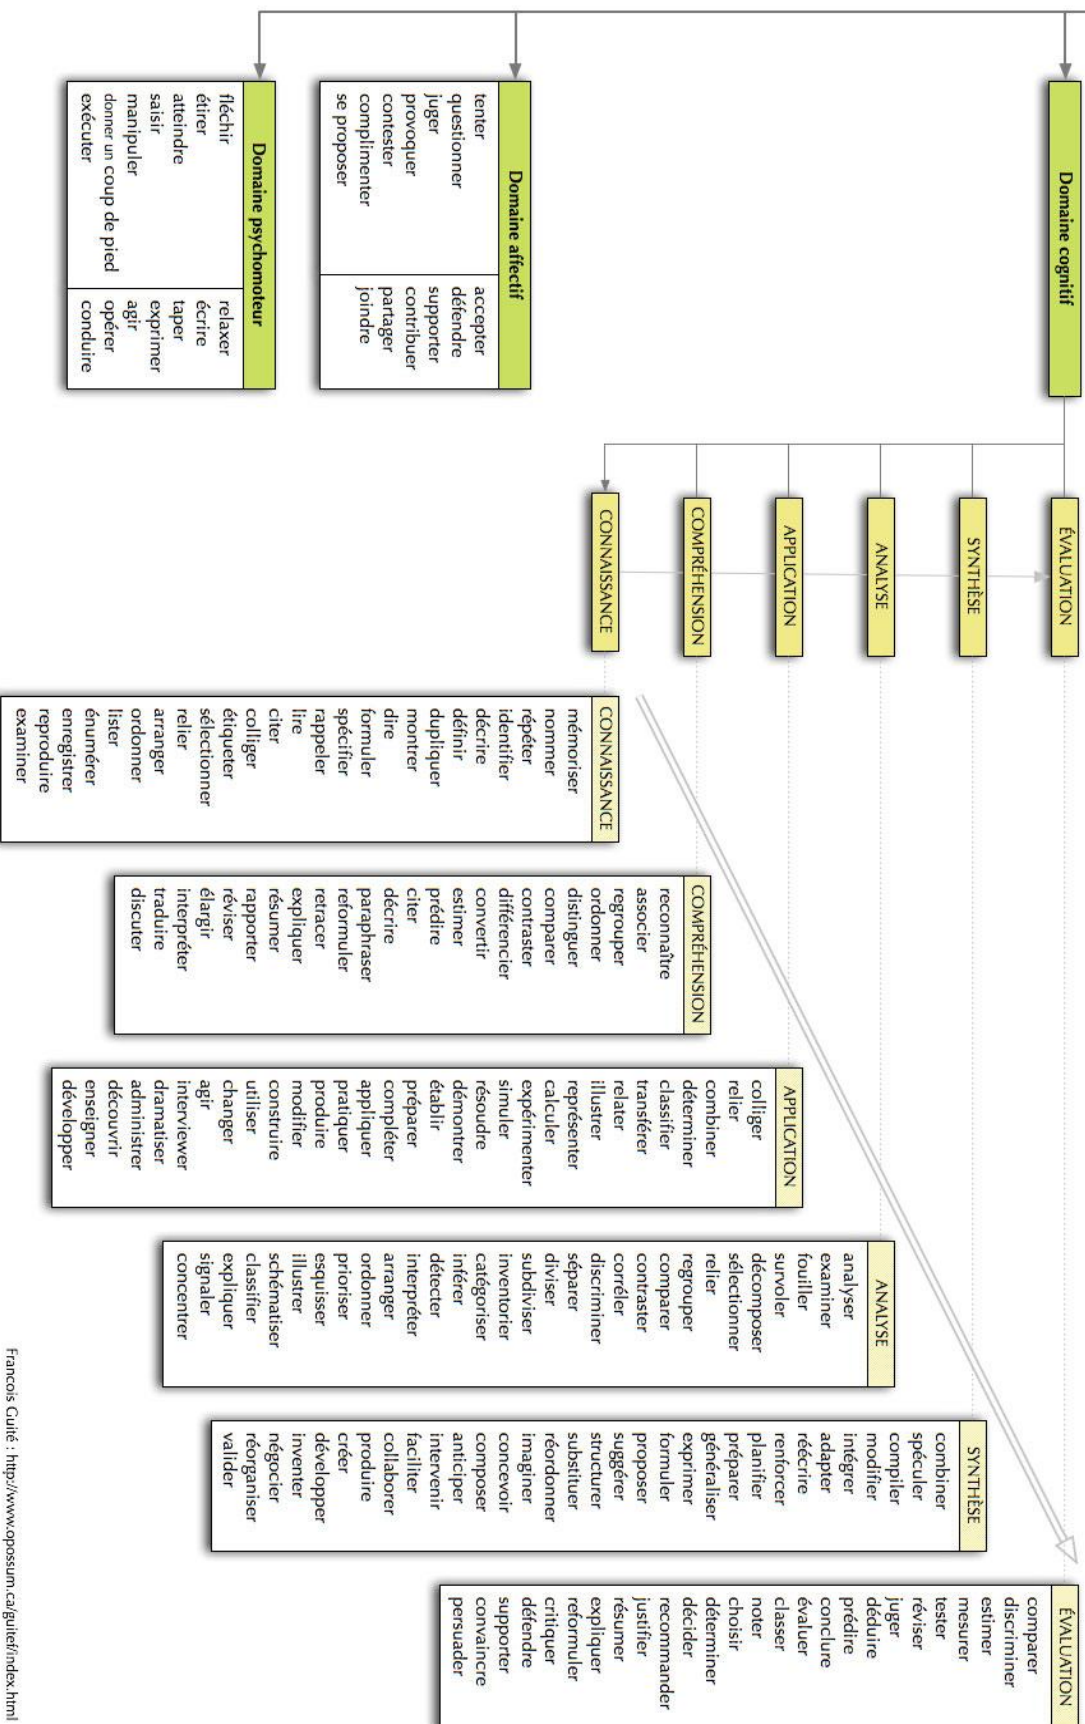 Domaine cognitif
ÉVALUATION
SYNTHÈSE
ANALYSE
APPLICATION
COMPRÉHENSION
CONNAISSANCE
Domaine affectif
tenter
questionner
juger
provoquer
contester
complimenter
se proposer
accepter
défendre
supporter
contribuer
partager
joindre
Domaine psychomoteur
fléchir
étirer
atteindre
saisir
manipuler
donner un coup de pied
exécuter
relaxer
écrire
taper
exprimer
agir
opérer
conduire
CONNAISSANCE
mémoriser
nommer
répéter
identifier
décrire
définir
dupliquer
montrer
dire
formuler
spécifier
rappeler
lire
citer
colliger
étiqueter
sélectionner
relier
arranger
ordonner
lister
énumérer
enregistrer
reproduire
examiner
COMPRÉHENSION
reconnaître
associer
regrouper
ordonner
distinguer
comparer
contraster
différencier
convertir
estimer
prédire
citer
décrire
paraphraser
reformuler
retracer
expliquer
résumer
rapporter
réviser
élargir
interpréter
traduire
discuter
APPLICATION
colliger
relier
combiner
déterminer
classifier
transférer
relater
illustrer
représenter
calculer
expérimenter
simuler
résoudre
démontrer
établir
préparer
compléter
appliquer
pratiquer
produire
modifier
construire
utiliser
changer
agir
interviewer
dramatiser
administrer
découvrir
enseigner
développer
ANALYSE
analyser
examiner
fouiller
survoler
décomposer
sélectionner
relier
regrouper
comparer
contraster
corréler
discriminer
séparer
diviser
subdiviser
inventorier
catégoriser
inférer
détecter
interpréter
arranger
ordonner
prioriser
esquisser
illustrer
schématiser
classifier
expliquer
signaler
concentrer
SYNTHÈSE
combiner
spéculer
compiler
modifier
intégrer
adapter
réécrire
renforcer
planifier
préparer
généraliser
exprimer
formuler
proposer
suggérer
structurer
substituer
réordonner
imaginer
concevoir
composer
anticiper
intervenir
faciliter
collaborer
produire
créer
développer
inventer
négocier
réorganiser
valider
ÉVALUATION
comparer
discriminer
estimer
mesurer
tester
réviser
juger
déduire
prédire
conclure
évaluer
classer
noter
choisir
déterminer
décider
recommander
justifier
résumer
expliquer
reformuler
critiquer
défendre
supporter
convaincre
persuader
Francois Guité : http://www.opossum.ca/guitef/index.html